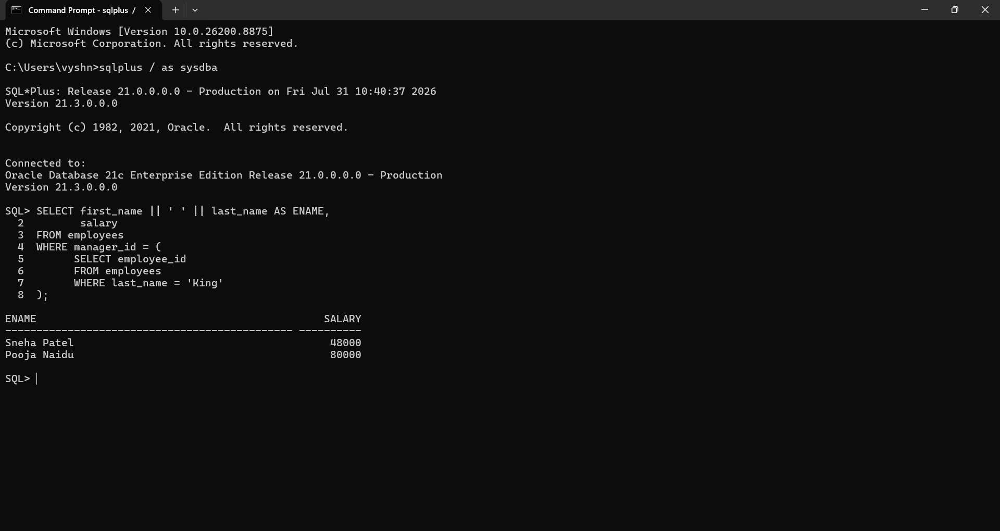 Command Prompt - sqlplus /
Microsoft Windows [Version 10.0.26200.8875]
(c) Microsoft Corporation. All rights reserved.
C:\Users\vyshn>sqlplus / as sysdba
SQL*Plus: Release 21.0.0.0.0 - Production on Fri Jul 31 10:40:37 2026
Version 21.3.0.0.0
Copyright (c) 1982, 2021, Oracle.  All rights reserved.
Connected to:
Oracle Database 21c Enterprise Edition Release 21.0.0.0.0 - Production
Version 21.3.0.0.0
SQL> SELECT first_name || ' ' || last_name AS ENAME,
  2         salary
  3  FROM employees
  4  WHERE manager_id = (
  5        SELECT employee_id
  6        FROM employees
  7        WHERE last_name = 'King'
  8  );
ENAME                                              SALARY
---------------------------------------------- ----------
Sneha Patel                                         48000
Pooja Naidu                                         80000
SQL>